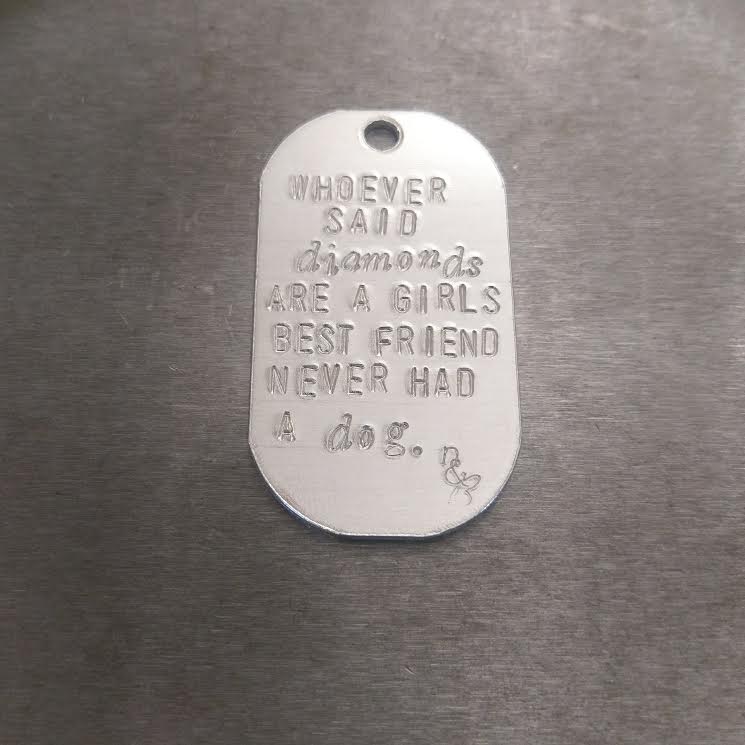 WHOEVER
SAID
diamonds
ARE A GIRLS
BEST FRIEND
NEVER HAD
A dog.